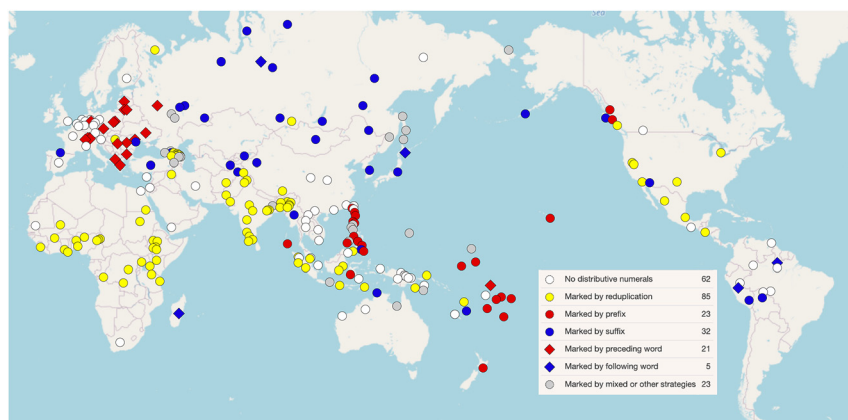 No distributive numerals 62
Marked by reduplication 85
Marked by prefix 23
Marked by suffix 32
Marked by preceding word 21
Marked by following word 5
Marked by mixed or other strategies 23